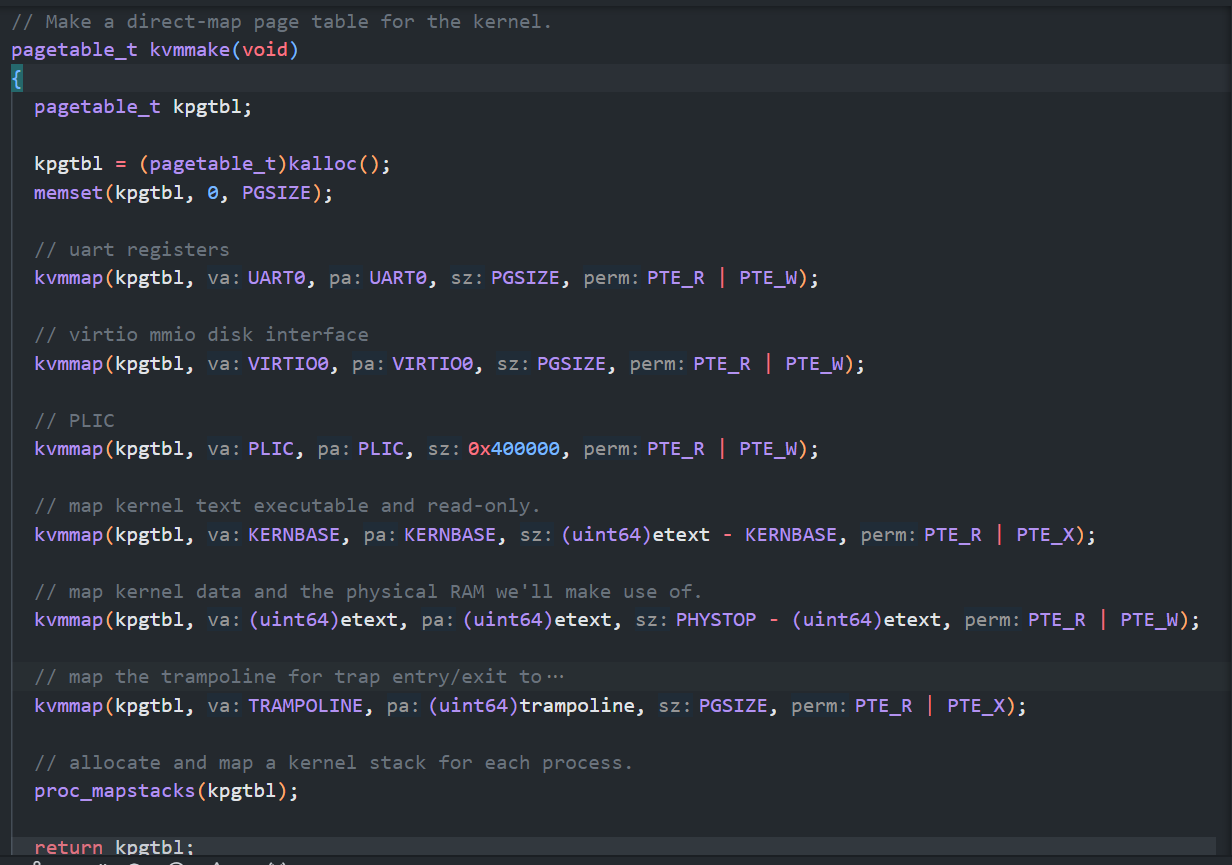 // Make a direct-map page table for the kernel.
pagetable_t kvmmake(void)
{
pagetable_t kpgtbl;
kpgtbl = (pagetable_t)kalloc();
memset(kpgtbl, 0, PGSIZE);
// uart registers
kvmmap(kpgtbl, va: UART0, pa: UART0, sz: PGSIZE, perm: PTE_R | PTE_W);
// virtio mmio disk interface
kvmmap(kpgtbl, va: VIRTIO0, pa: VIRTIO0, sz: PGSIZE, perm: PTE_R | PTE_W);
// PLIC
kvmmap(kpgtbl, va: PLIC, pa: PLIC, sz: 0x400000, perm: PTE_R | PTE_W);
// map kernel text executable and read-only.
kvmmap(kpgtbl, va: KERNBASE, pa: KERNBASE, sz: (uint64)etext - KERNBASE, perm: PTE_R | PTE_X);
// map kernel data and the physical RAM we'll make use of.
kvmmap(kpgtbl, va: (uint64)etext, pa: (uint64)etext, sz: PHYSTOP - (uint64)etext, perm: PTE_R | PTE_W);
// map the trampoline for trap entry/exit to⋯
kvmmap(kpgtbl, va: TRAMPOLINE, pa: (uint64)trampoline, sz: PGSIZE, perm: PTE_R | PTE_X);
// allocate and map a kernel stack for each process.
proc_mapstacks(kpgtbl);
return kpgtbl;